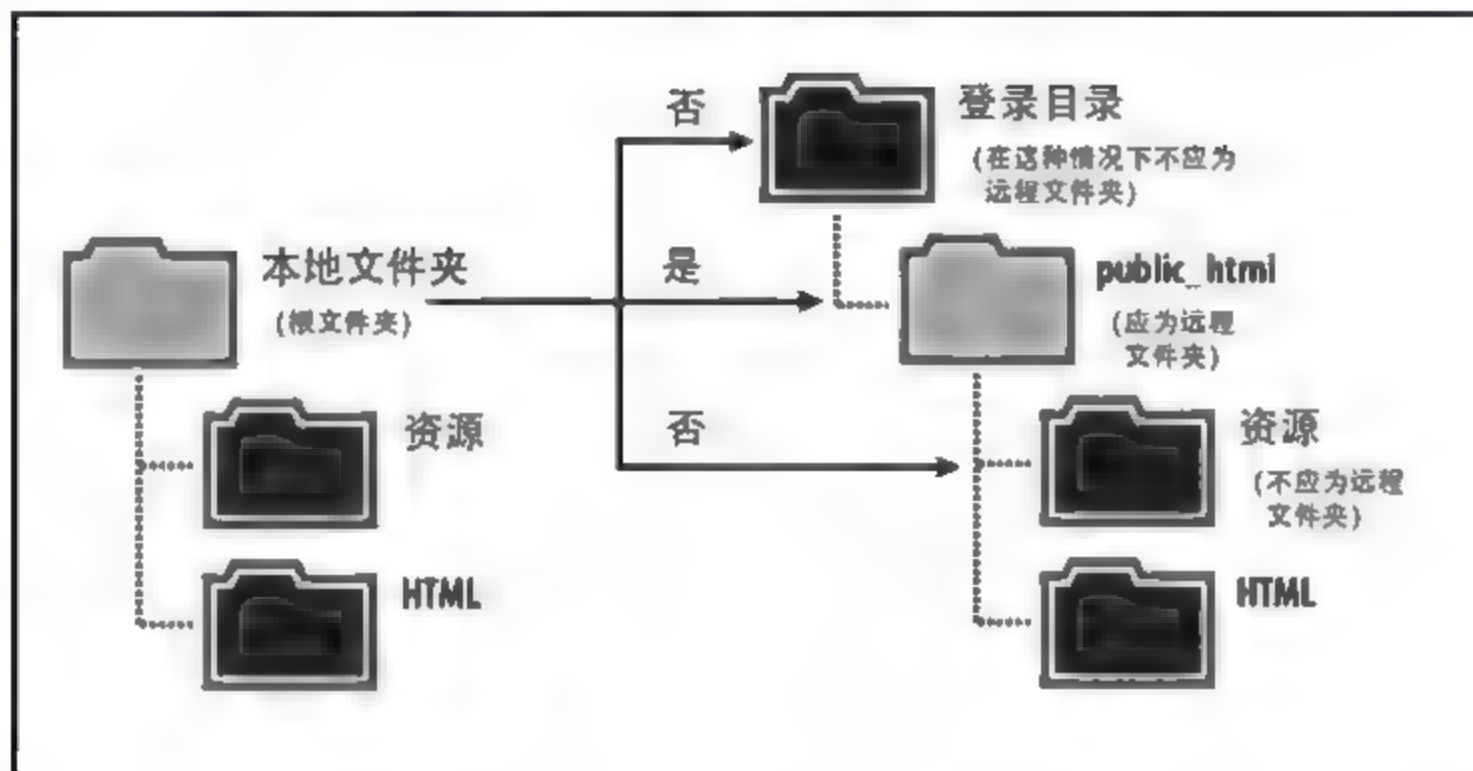 否
登录目录
(在这种情况下不应为
远程文件夹)
本地文件夹
(根文件夹)
是
public_html
(应为远程
文件夹)
资源
否
资源
(不应为远程
文件夹)
HTML
HTML